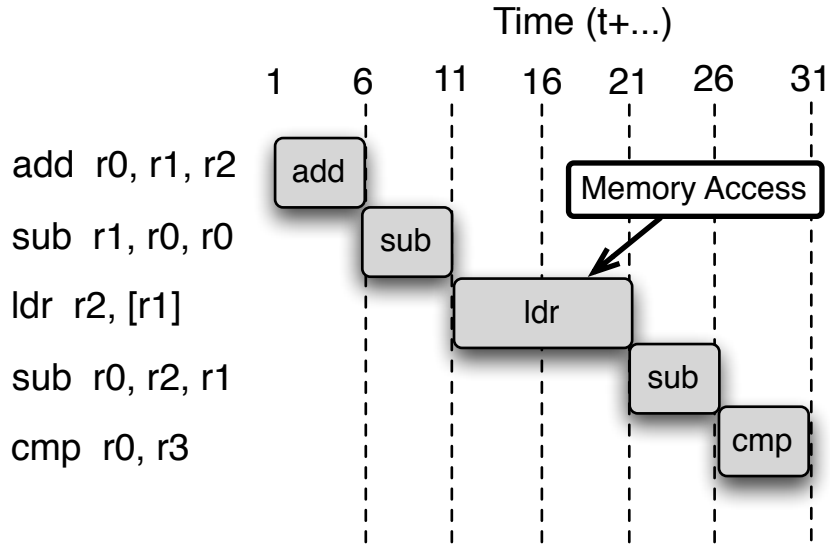 Time (t+...)
1 6 11 16 21 26 31
add r0, r1, r2
add
Memory Access
sub r1, r0, r0
sub
ldr r2, [r1]
ldr
sub r0, r2, r1
sub
cmp r0, r3
cmp